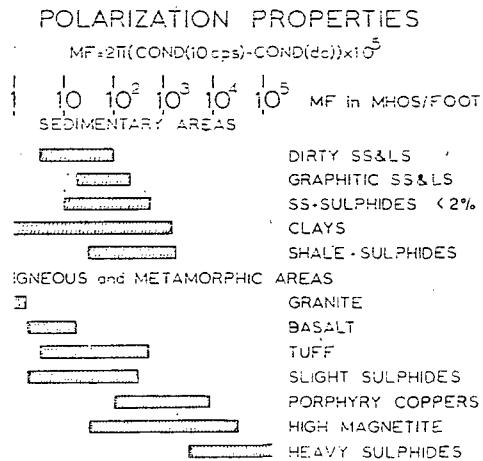 POLARIZATION PROPERTIES
MF=2π(COND(10cps)-COND(dc))x10⁵
1 10 10² 10³ 10⁴ 10⁵ MF in MHOS/FOOT
SEDIMENTARY AREAS
DIRTY SS&LS
GRAPHITIC SS&LS
SS-SULPHIDES <2%
CLAYS
SHALE-SULPHIDES
IGNEOUS and METAMORPHIC AREAS
GRANITE
BASALT
TUFF
SLIGHT SULPHIDES
PORPHYRY COPPERS
HIGH MAGNETITE
HEAVY SULPHIDES